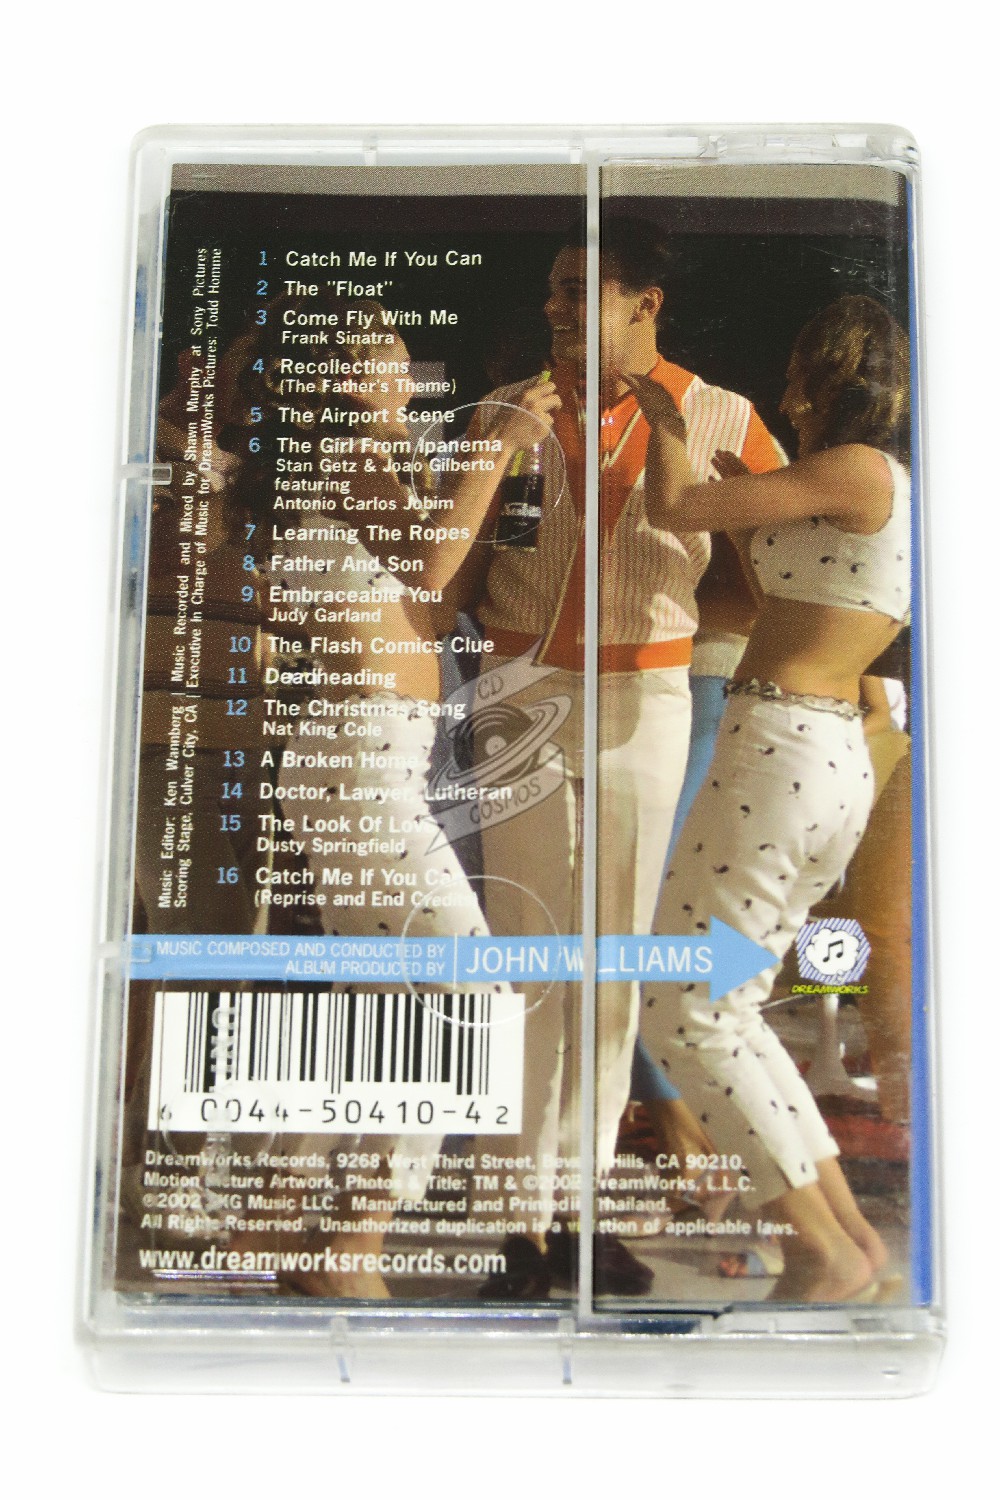 1 Catch Me If You Can
2 The "Float"
3 Come Fly With Me
Frank Sinatra
4 Recollections
(The Father's Theme)
5 The Airport Scene
6 The Girl From Ipanema
Stan Getz & Joao Gilberto
featuring
Antonio Carlos Jobim
7 Learning The Ropes
8 Father And Son
9 Embraceable You
Judy Garland
10 The Flash Comics Clue
11 Deadheading
12 The Christmas Song
Nat King Cole
13 A Broken Home
14 Doctor, Lawyer, Lutheran
15 The Look Of Love
Dusty Springfield
16 Catch Me If You Can
(Reprise and End Credits)
Music Editor: Ken Wannberg | Music Recorded and Mixed by Shawn Murphy at Sony Pictures
Scoring Stage, Culver City, CA | Executive In Charge of Music for DreamWorks Pictures: Todd Homme
CD
COSMOS
MUSIC COMPOSED AND CONDUCTED BY
ALBUM PRODUCED BY
JOHN WILLIAMS
DREAMWORKS
6 0044-50410-4 2
DreamWorks Records, 9268 West Third Street, Beverly Hills, CA 90210.
Motion Picture Artwork, Photos & Title: TM & ©2002 DreamWorks, L.L.C.
℗2002 SKG Music LLC. Manufactured and Printed in Thailand.
All Rights Reserved. Unauthorized duplication is a violation of applicable laws.
www.dreamworksrecords.com